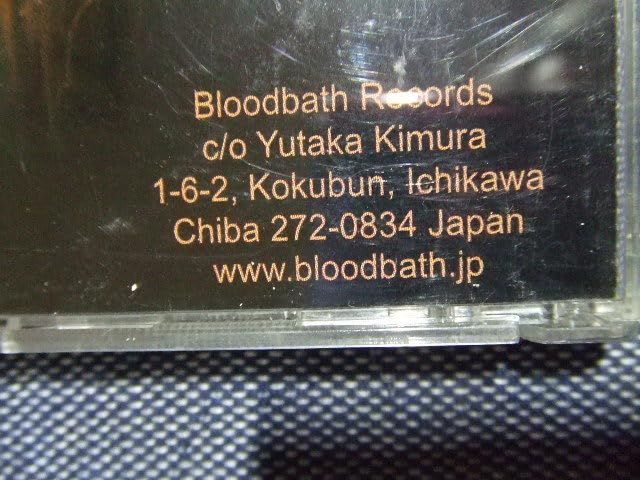 Bloodbath Records
c/o Yutaka Kimura
1-6-2, Kokubun, Ichikawa
Chiba 272-0834 Japan
www.bloodbath.jp